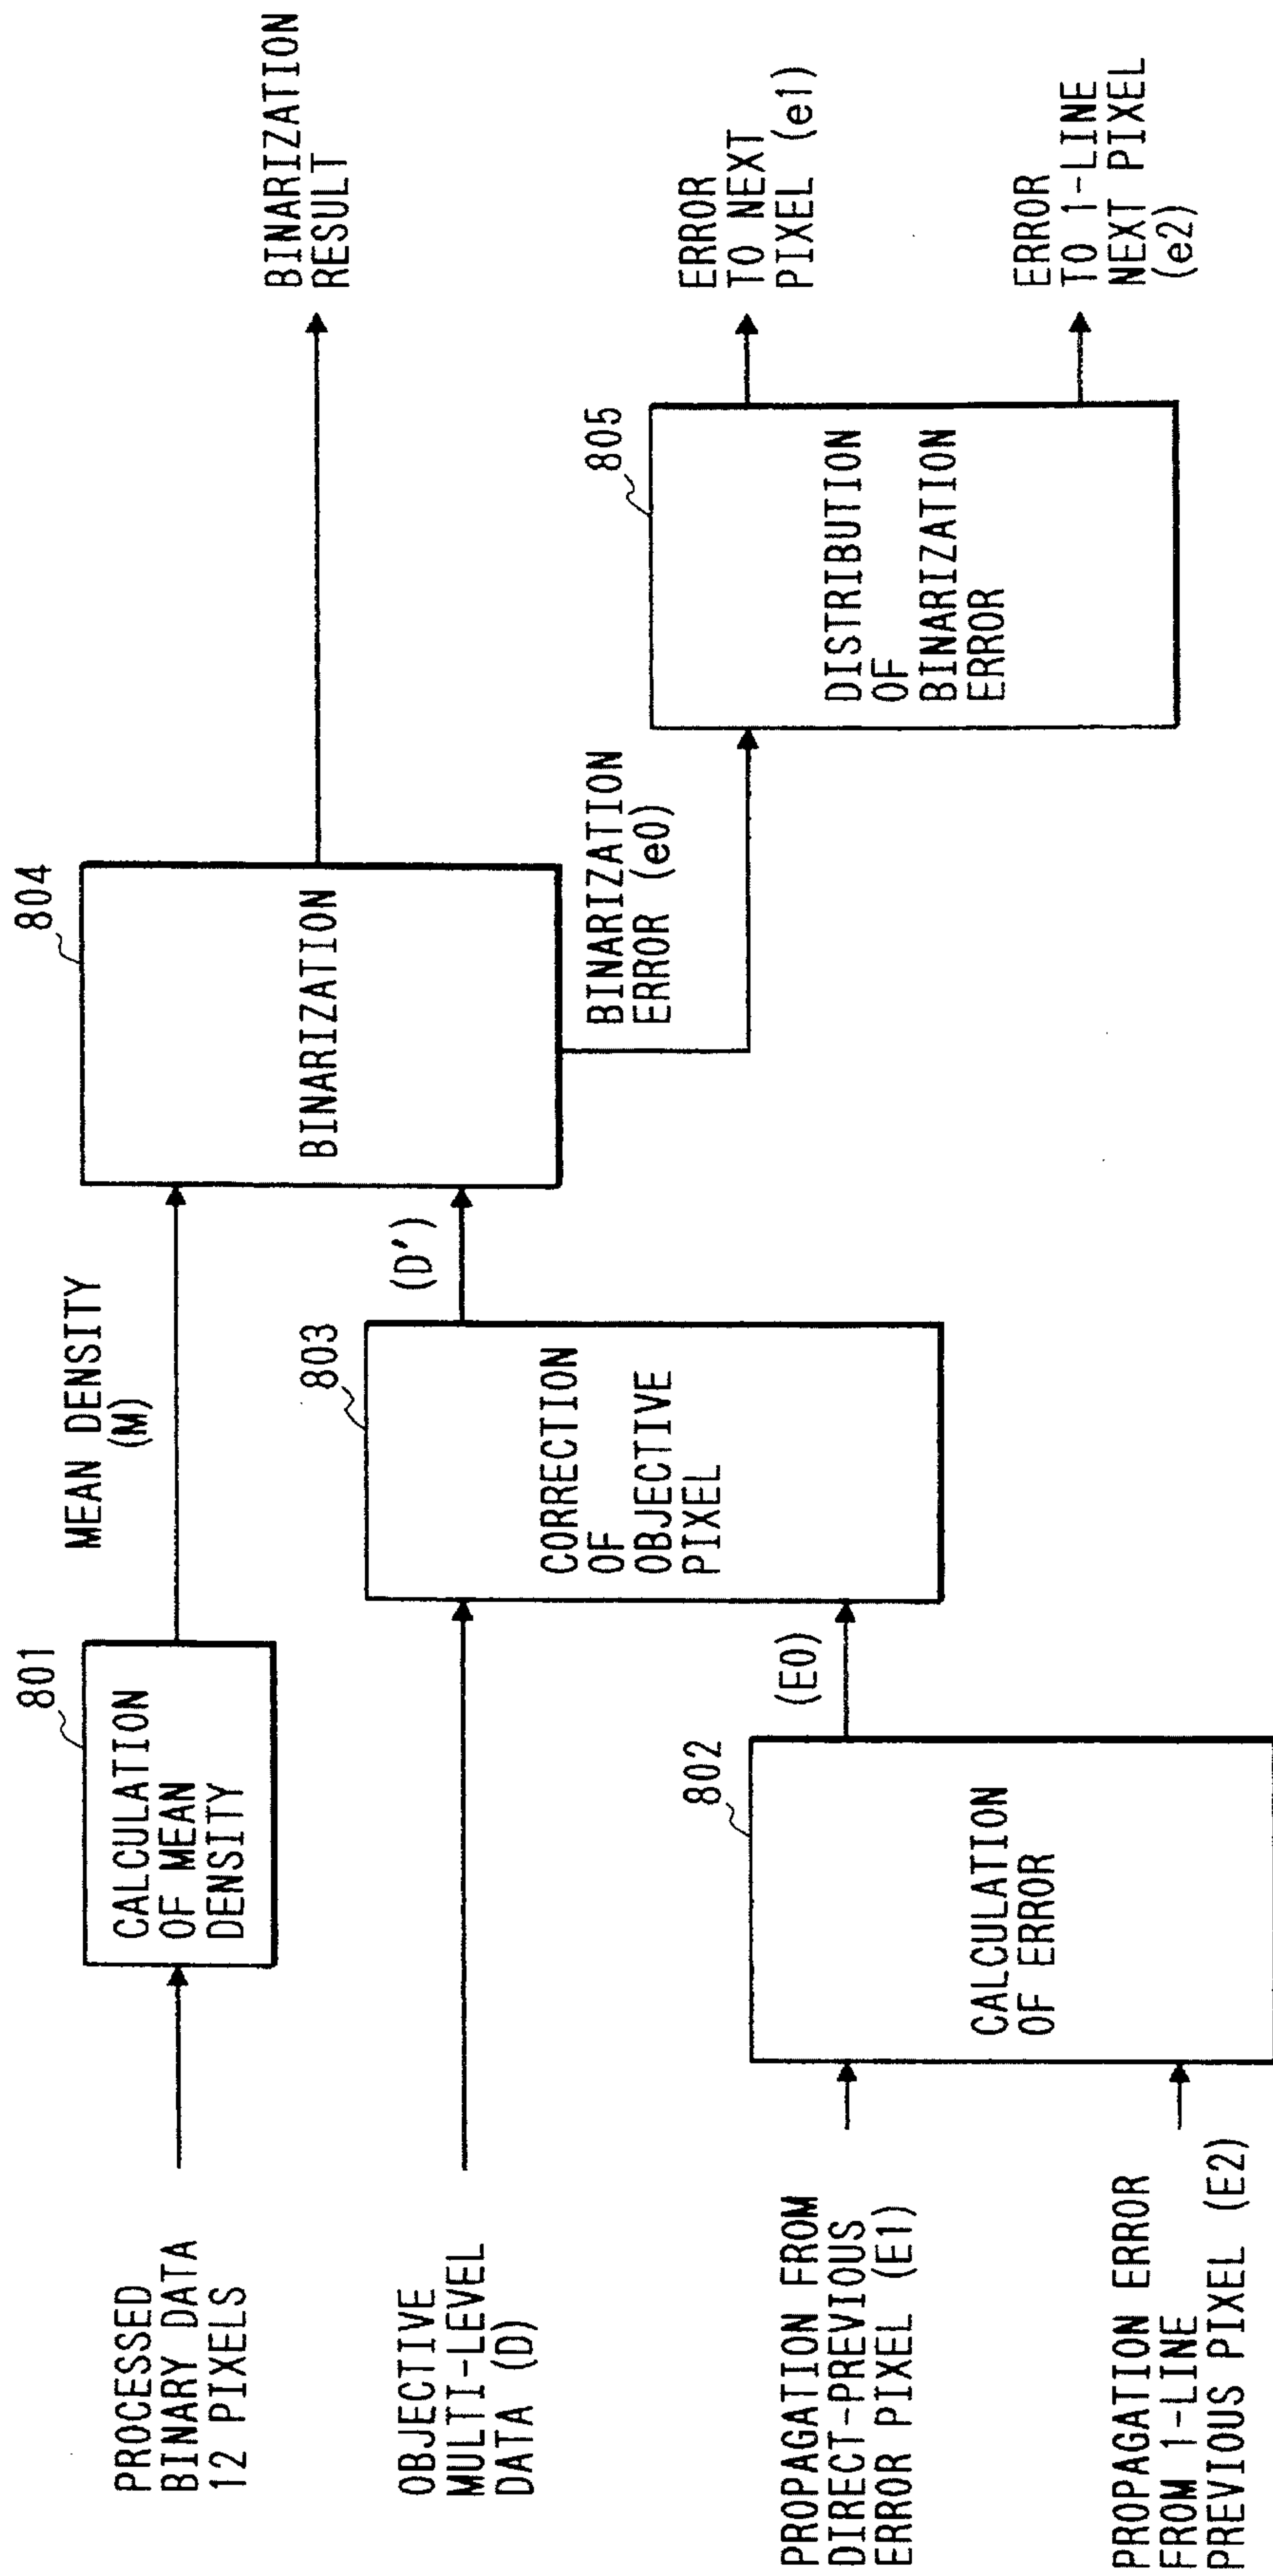 PROCESSED
BINARY DATA
12 PIXELS
801
CALCULATION
OF MEAN
DENSITY
MEAN DENSITY
(M)
804
BINARIZATION
BINARIZATION
RESULT
OBJECTIVE
MULTI-LEVEL
DATA (D)
803
CORRECTION
OF
OBJECTIVE
PIXEL
(D')
BINARIZATION
ERROR (e0)
805
DISTRIBUTION
OF
BINARIZATION
ERROR
ERROR
TO NEXT
PIXEL (e1)
ERROR
TO 1-LINE
NEXT PIXEL
(e2)
PROPAGATION FROM
DIRECT-PREVIOUS
ERROR PIXEL (E1)
802
CALCULATION
OF ERROR
(E0)
PROPAGATION ERROR
FROM 1-LINE
PREVIOUS PIXEL (E2)